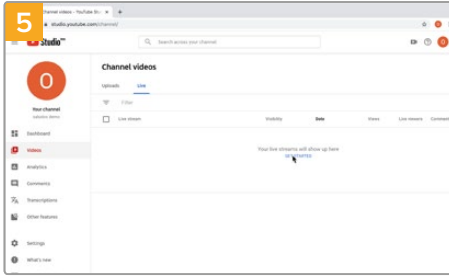 5
Channel videos - YouTube St
studio.youtube.com/channel/
Studio
Search across your channel
O
Your channel
Channel videos
Uploads
Live
Filter
Live stream
Visibility
Date
Views
Live viewers
Comment
Your live streams will show up here
GET STARTED
Dashboard
Videos
Analytics
Comments
Transcriptions
Other features
Settings
What's new